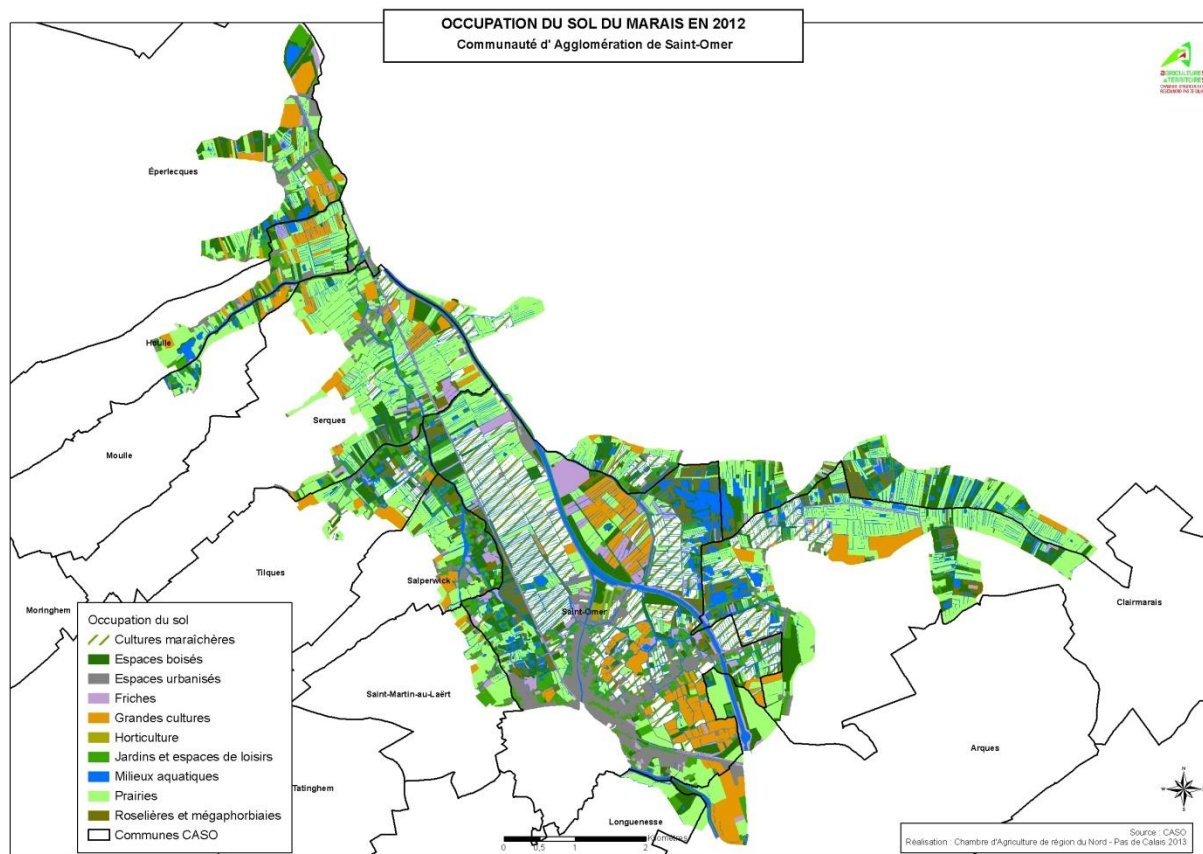 OCCUPATION DU SOL DU MARAIS EN 2012
Communauté d' Agglomération de Saint-Omer
AGRICULTURES
& TERRITOIRES
Éperlecques
Houlle
Serques
Moulle
Tilques
Salperwick
Moringhem
Saint-Omer
Clairmarais
Saint-Martin-au-Laërt
Arques
Tatinghem
Longuenesse
Occupation du sol
Cultures maraîchères
Espaces boisés
Espaces urbanisés
Friches
Grandes cultures
Horticulture
Jardins et espaces de loisirs
Milieux aquatiques
Prairies
Roselières et mégaphorbiaies
Communes CASO
Kilomètres
0 0,5 1 2
N
W E
S
Source : CASO
Réalisation : Chambre d'Agriculture de région du Nord - Pas de Calais 2013